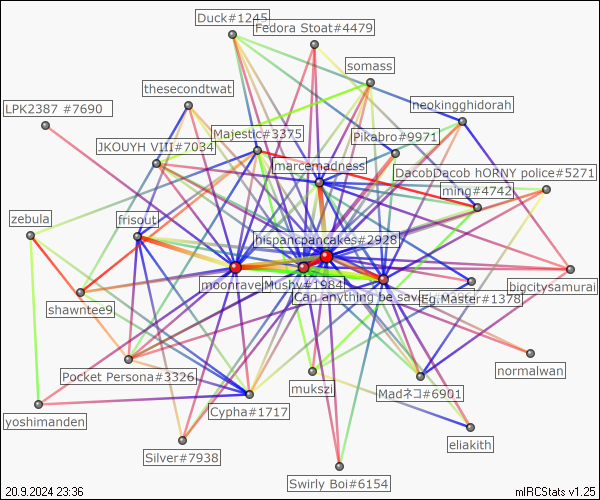 Duck#1245
Fedora Stoat#4479
somass
thesecondtwat
LPK2387 #7690
neokingghidorah
Majestic#3375
Pikabro#9971
JKOUYH VIII#7034
marcemadness
DacobDacob hORNY police#5271
ming#4742
zebula
frisout
hispancpancakes#2928
moonrave
Mushy#1984
bigcitysamurai
Can anything be sav
Eg.Master#1378
shawntee9
normalwan
Pocket Persona#3326
mukszi
Madネコ#6901
Cypha#1717
yoshimanden
eliakith
Silver#7938
Swirly Boi#6154
20.9.2024 23:36
mIRCStats v1.25